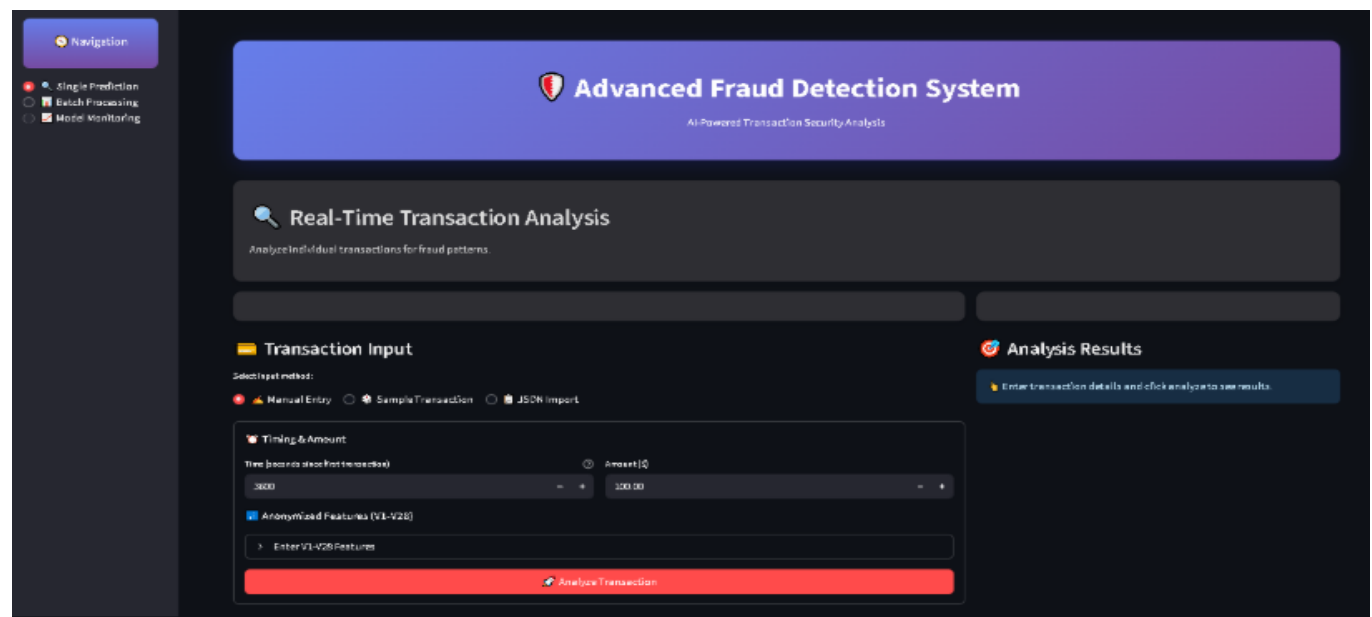 Navigation
Single Prediction
Batch Processing
Model Monitoring
Advanced Fraud Detection System
AI-Powered Transaction Security Analysis
Real-Time Transaction Analysis
Analyze individual transactions for fraud patterns.
Transaction Input
Select input method:
Manual Entry Sample Transaction JSON Import
Timing & Amount
Time (seconds since first transaction) Amount ($)
3600 − + 100.00 − +
Anonymized Features (V1-V28)
Enter V1-V28 Features
Analyze Transaction
Analysis Results
Enter transaction details and click analyze to see results.